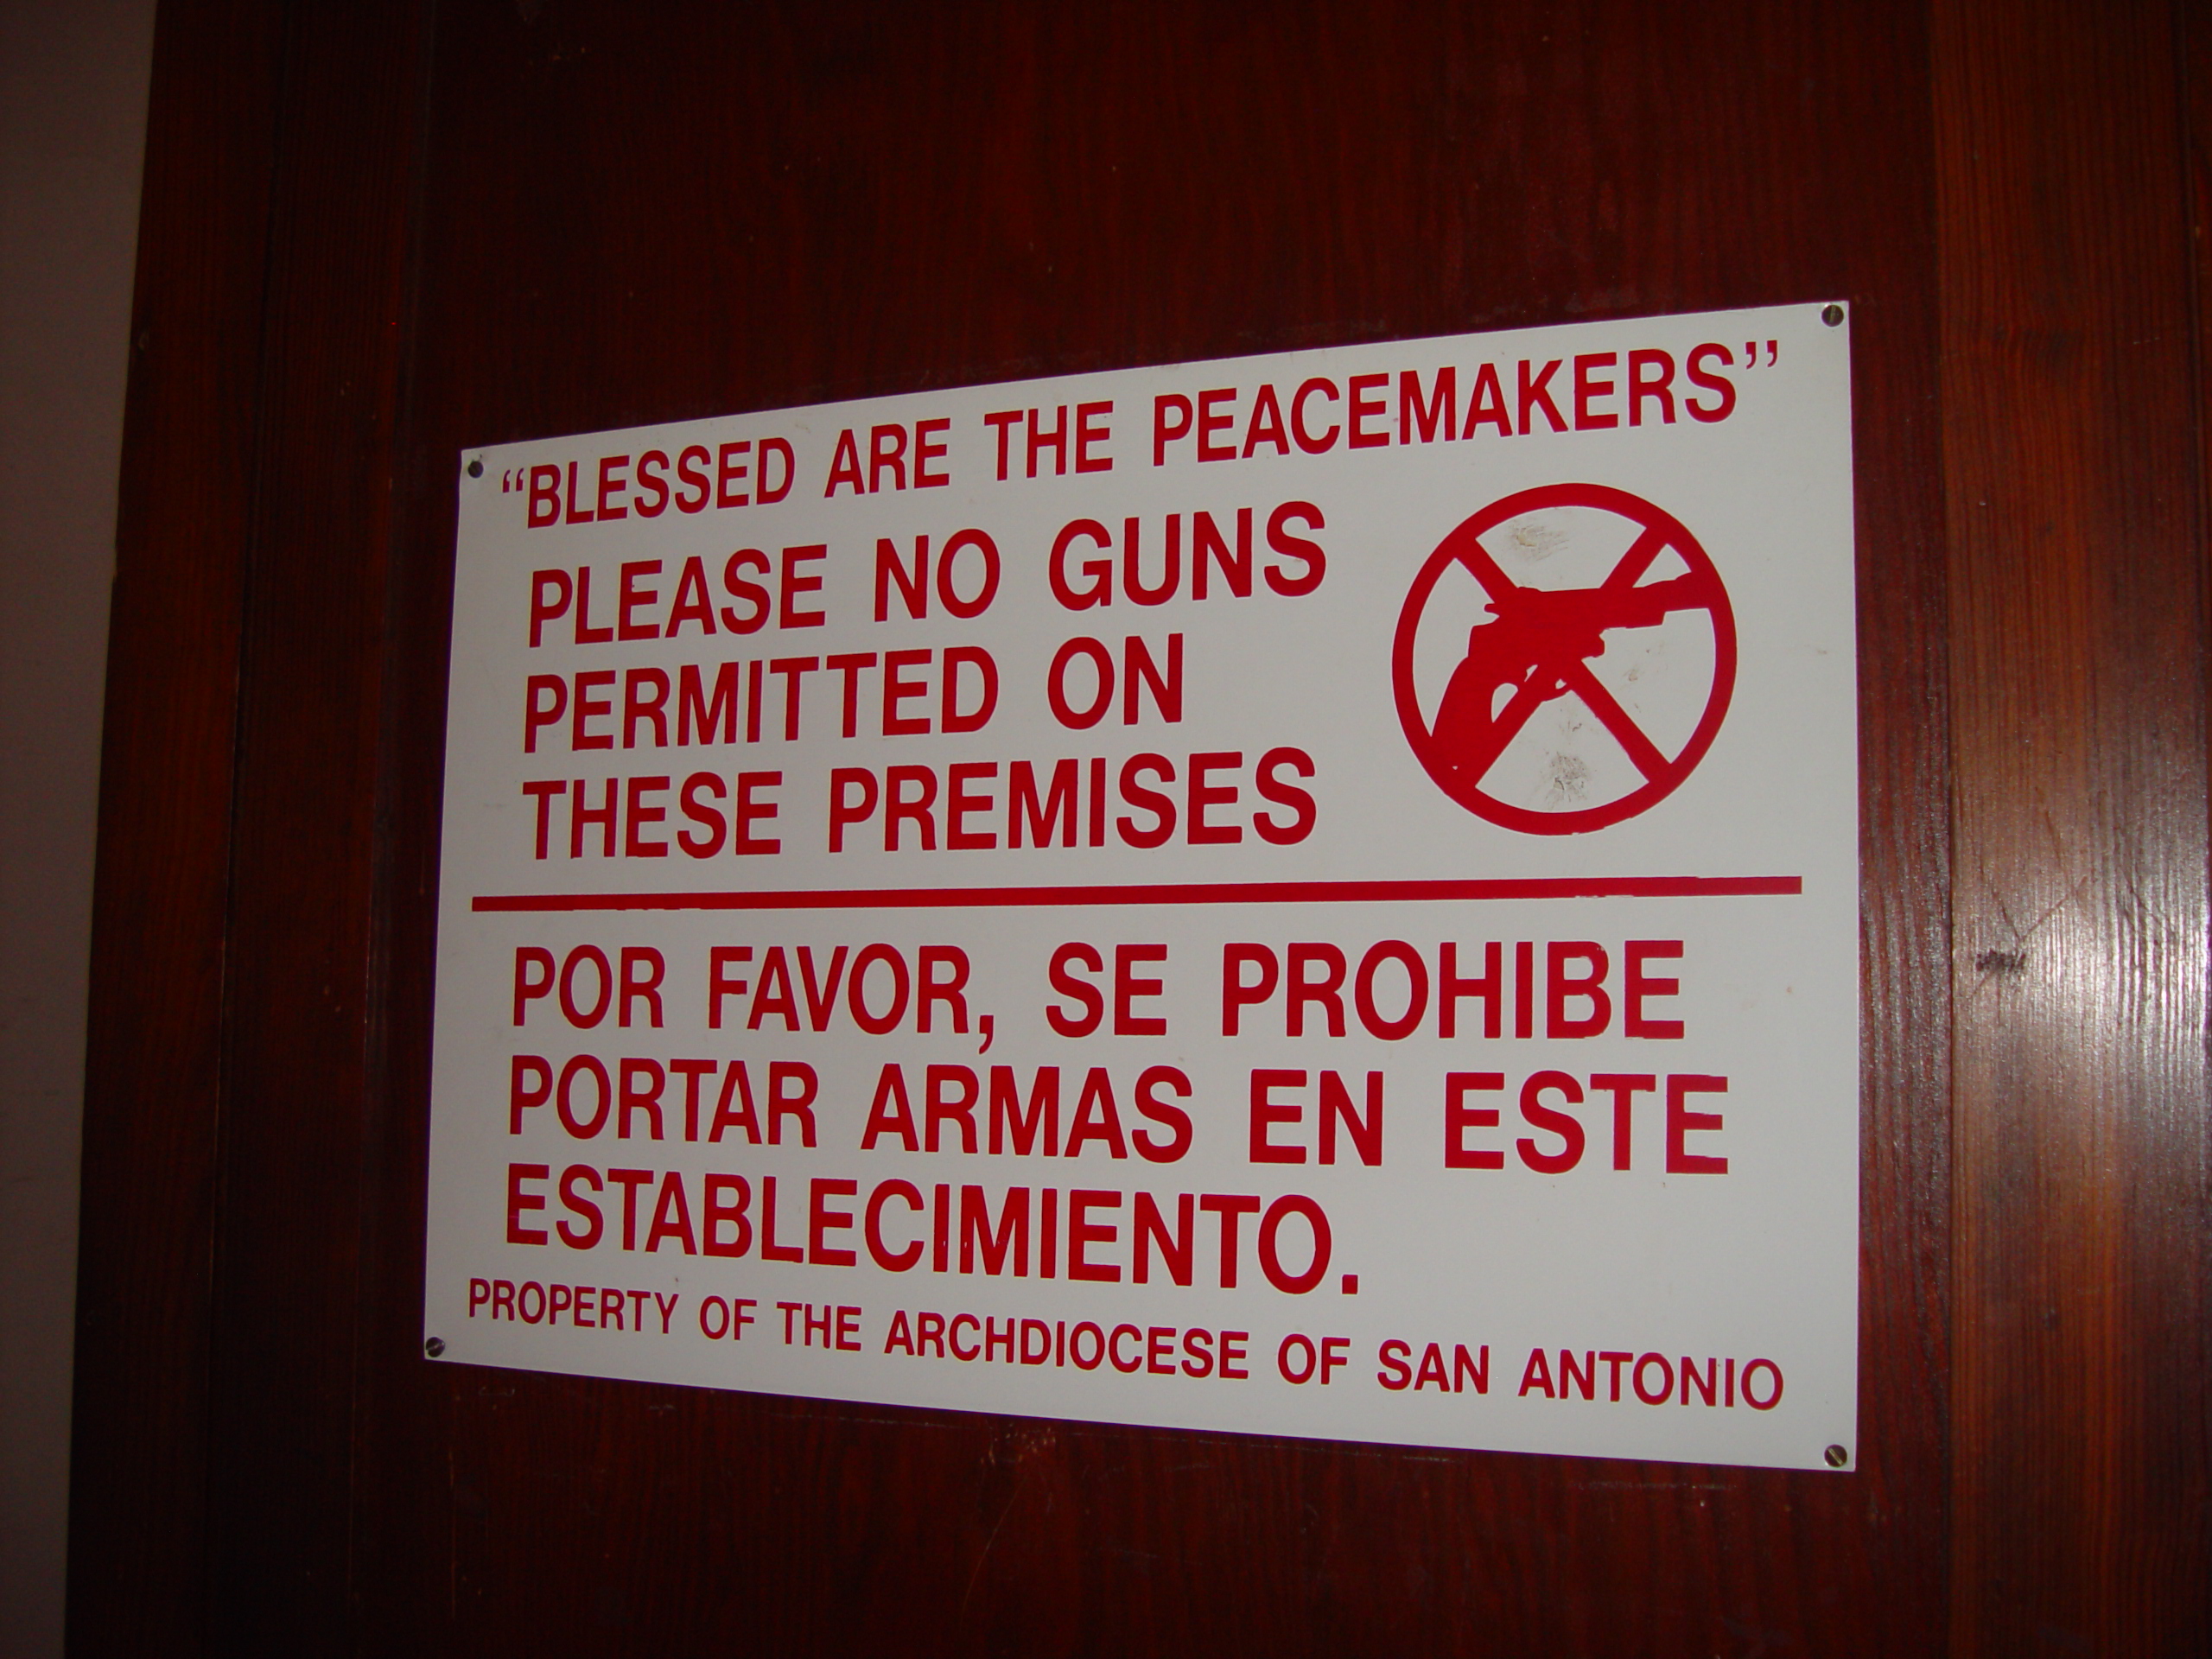 “BLESSED ARE THE PEACEMAKERS”
PLEASE NO GUNS
PERMITTED ON
THESE PREMISES
POR FAVOR, SE PROHIBE
PORTAR ARMAS EN ESTE
ESTABLECIMIENTO.
PROPERTY OF THE ARCHDIOCESE OF SAN ANTONIO